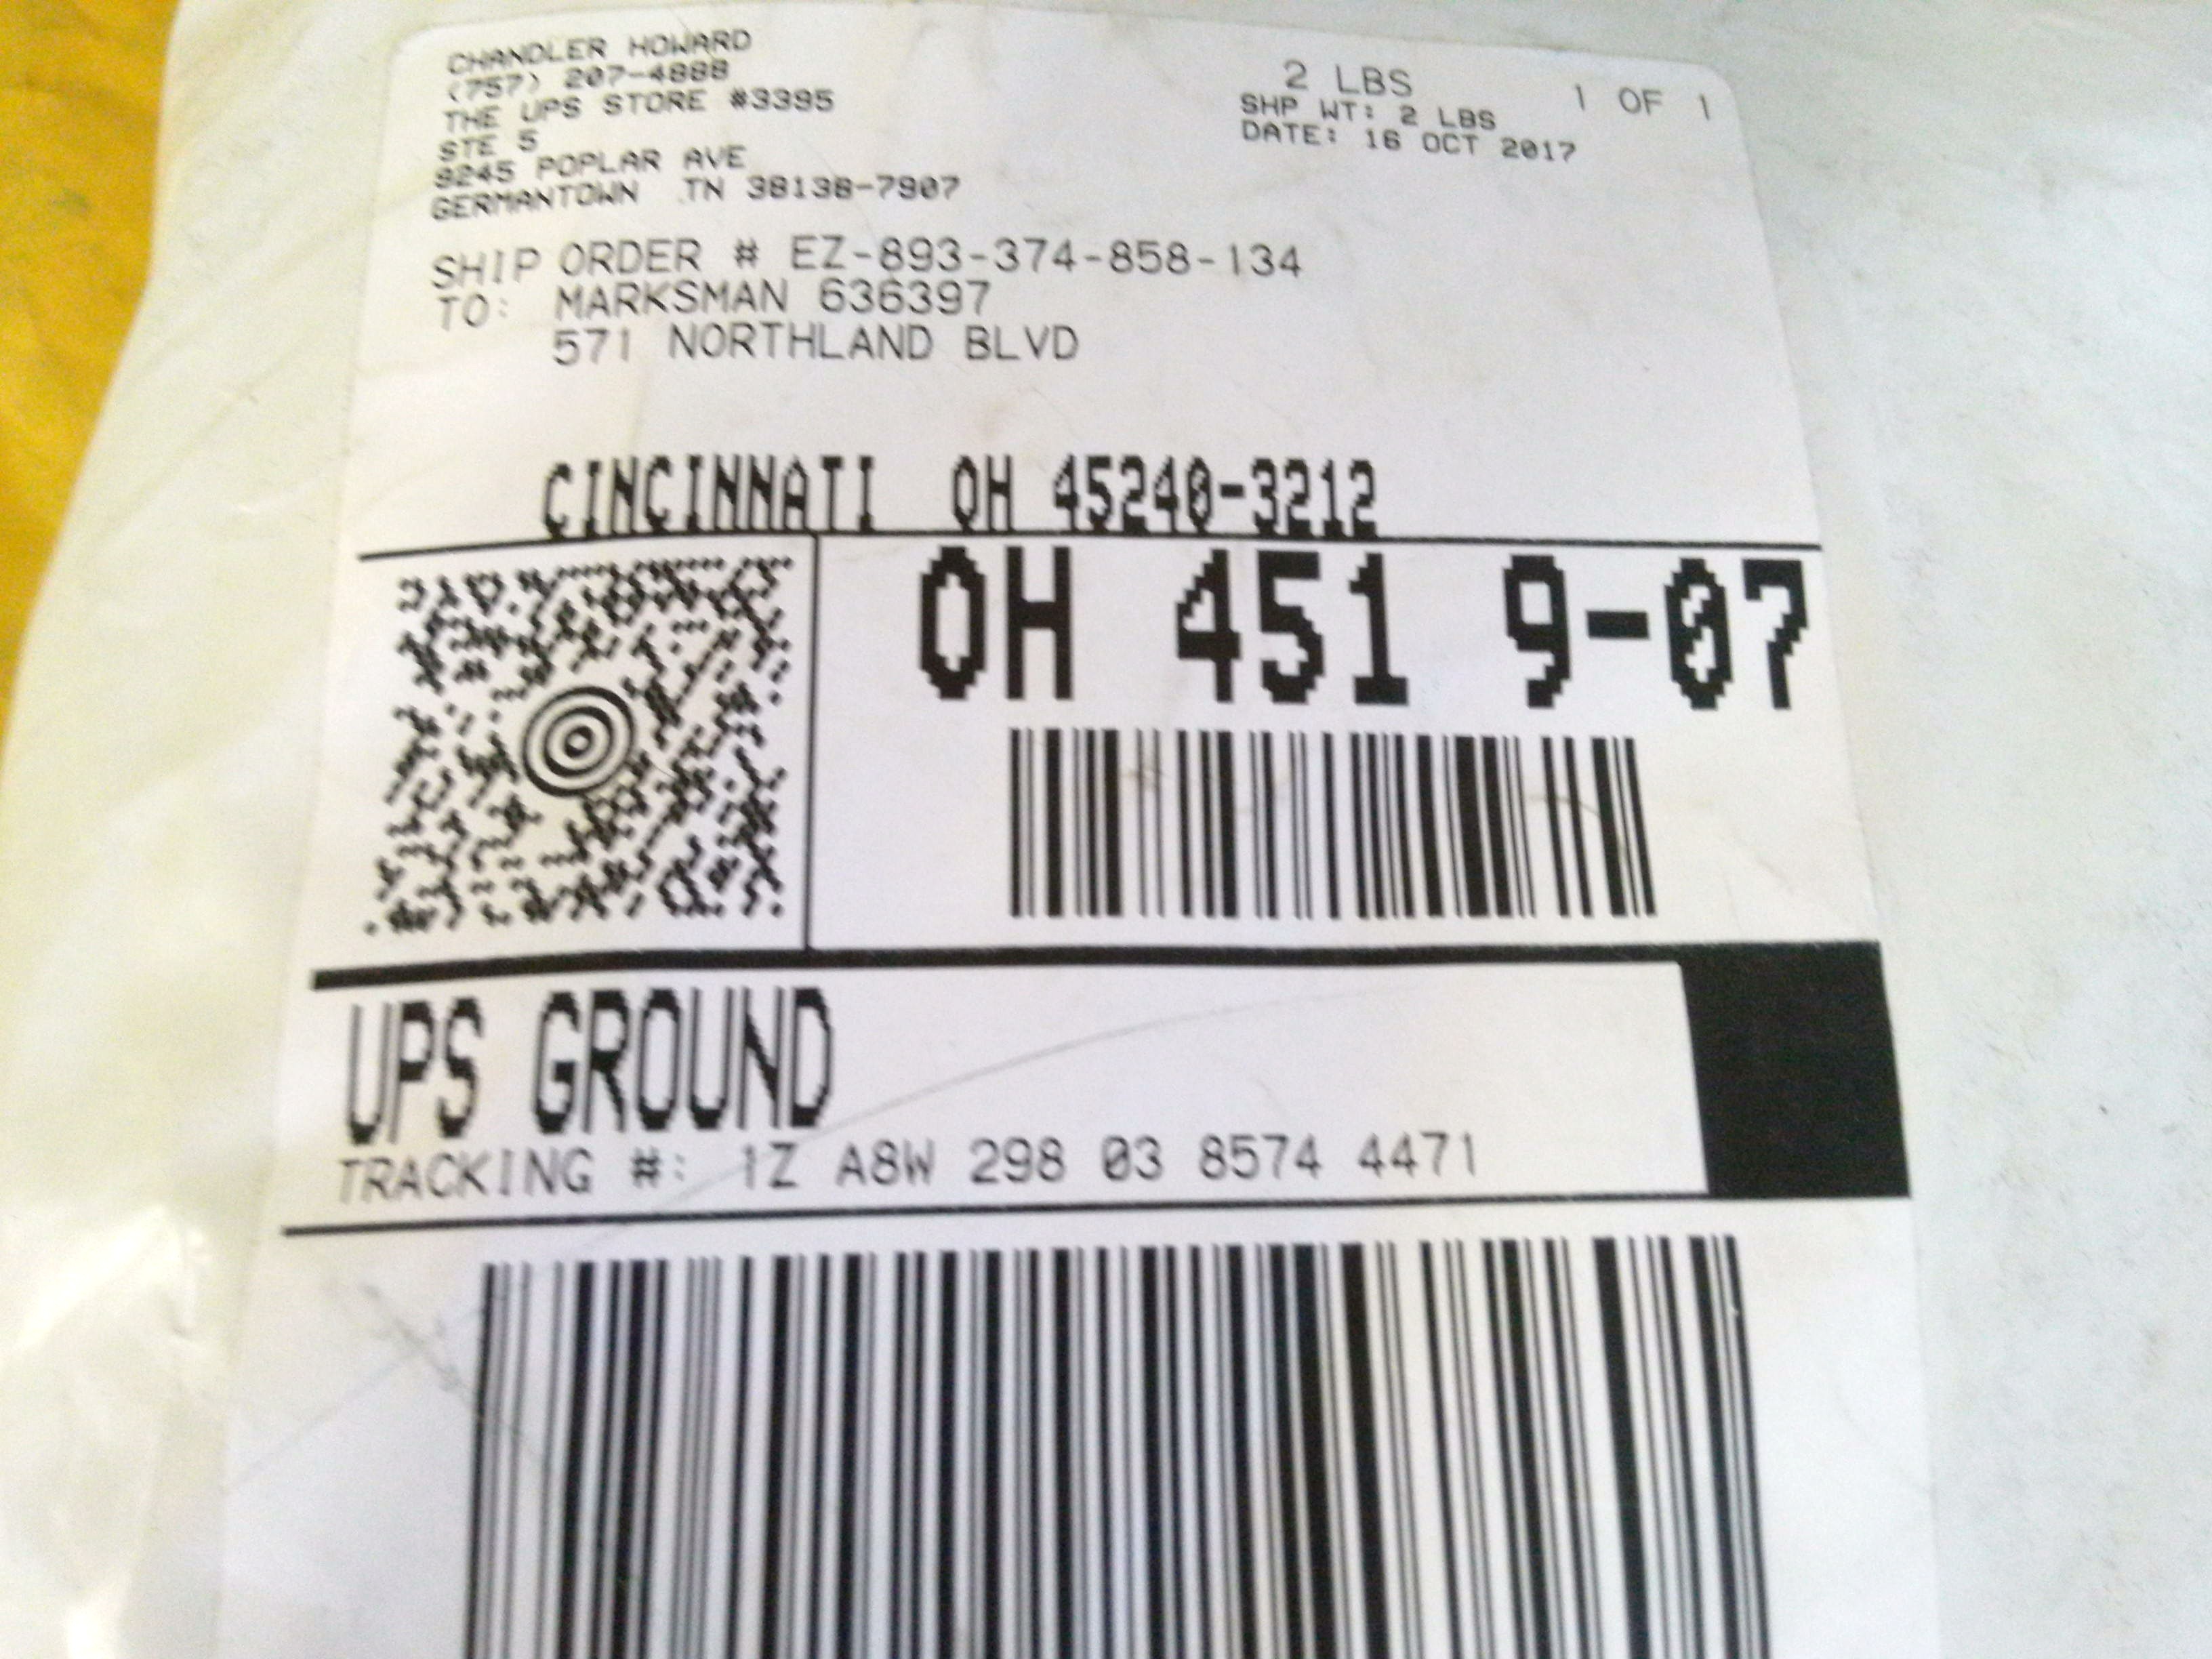 CHANDLER HOWARD
(757) 207-4888
THE UPS STORE #3395
STE 5
9245 POPLAR AVE
GERMANTOWN TN 38138-7907
2 LBS
1 OF 1
SHP WT: 2 LBS
DATE: 16 OCT 2017
SHIP ORDER # EZ-893-374-858-134
TO: MARKSMAN 636397
571 NORTHLAND BLVD
CINCINNATI OH 45240-3212
OH 451 9-07
UPS GROUND
TRACKING #: 1Z A8W 298 03 8574 4471